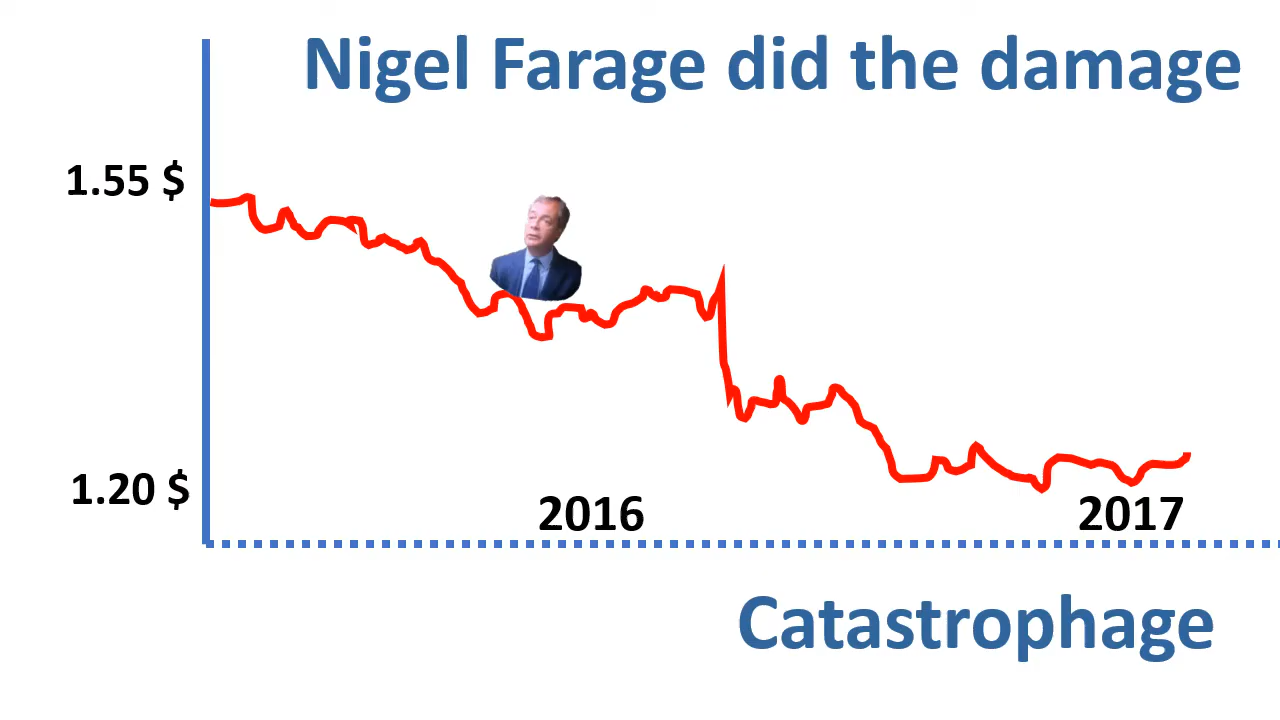 Nigel Farage did the damage
1.55 $
1.20 $
2016
2017
Catastrophage